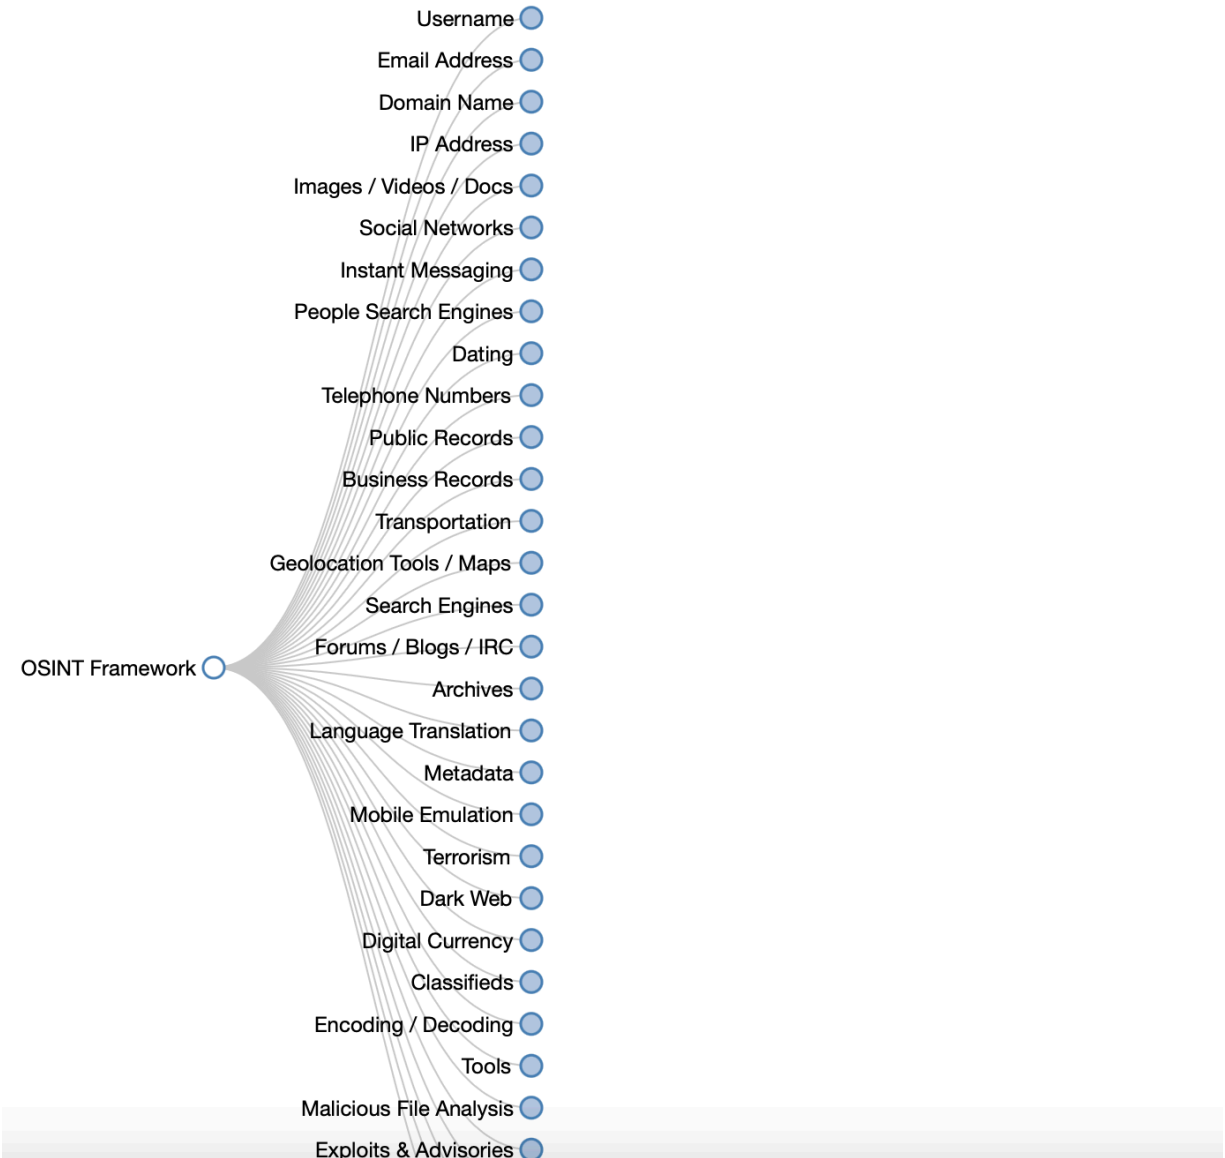 Username
Email Address
Domain Name
IP Address
Images / Videos / Docs
Social Networks
Instant Messaging
People Search Engines
Dating
Telephone Numbers
Public Records
Business Records
Transportation
Geolocation Tools / Maps
Search Engines
Forums / Blogs / IRC
OSINT Framework
Archives
Language Translation
Metadata
Mobile Emulation
Terrorism
Dark Web
Digital Currency
Classifieds
Encoding / Decoding
Tools
Malicious File Analysis
Exploits & Advisories